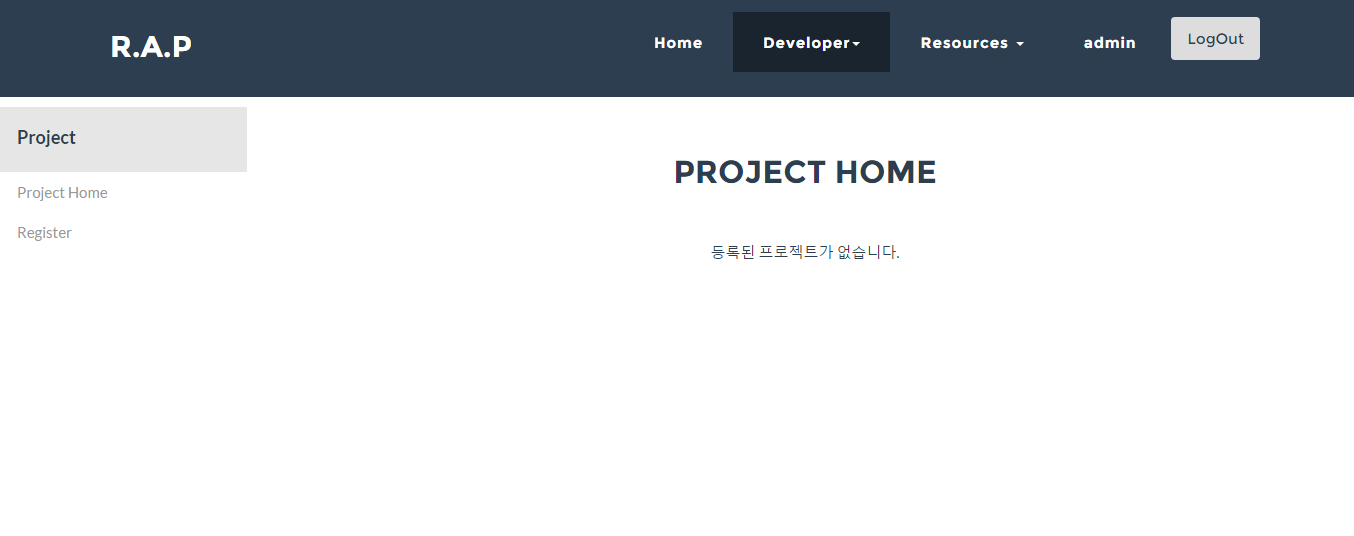 R.A.P
Home
Developer
Resources
admin
LogOut
Project
Project Home
Register
PROJECT HOME
등록된 프로젝트가 없습니다.